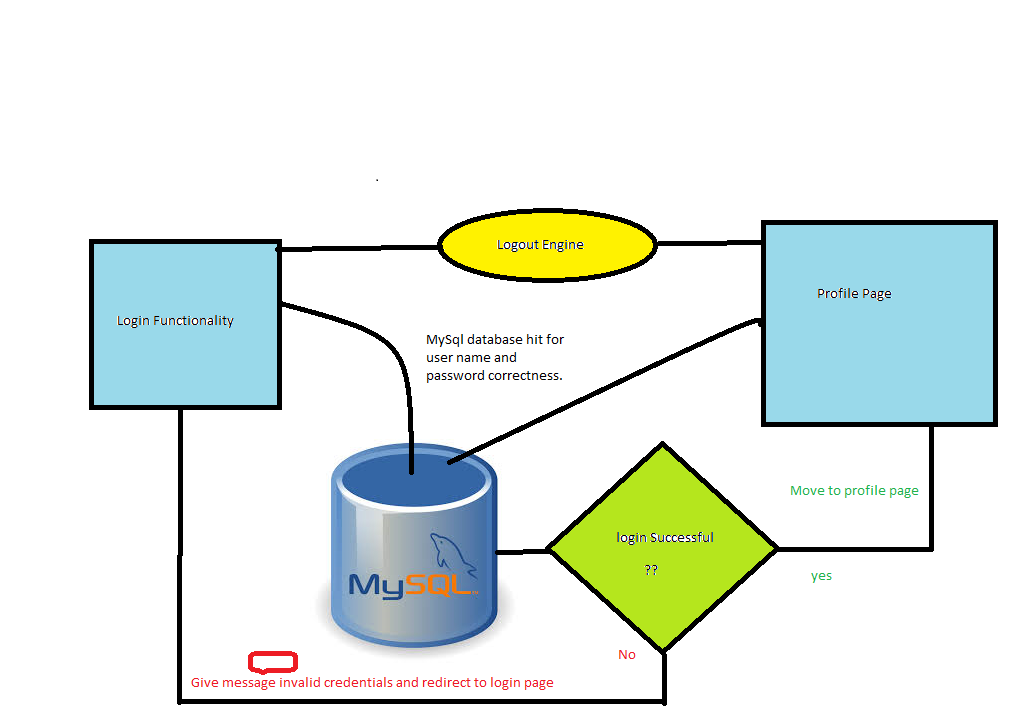 Logout Engine
Profile Page
Login Functionality
MySql database hit for
user name and
password correctness.
Move to profile page
login Successful
??
yes
MySQL™
No
Give message invalid credentials and redirect to login page